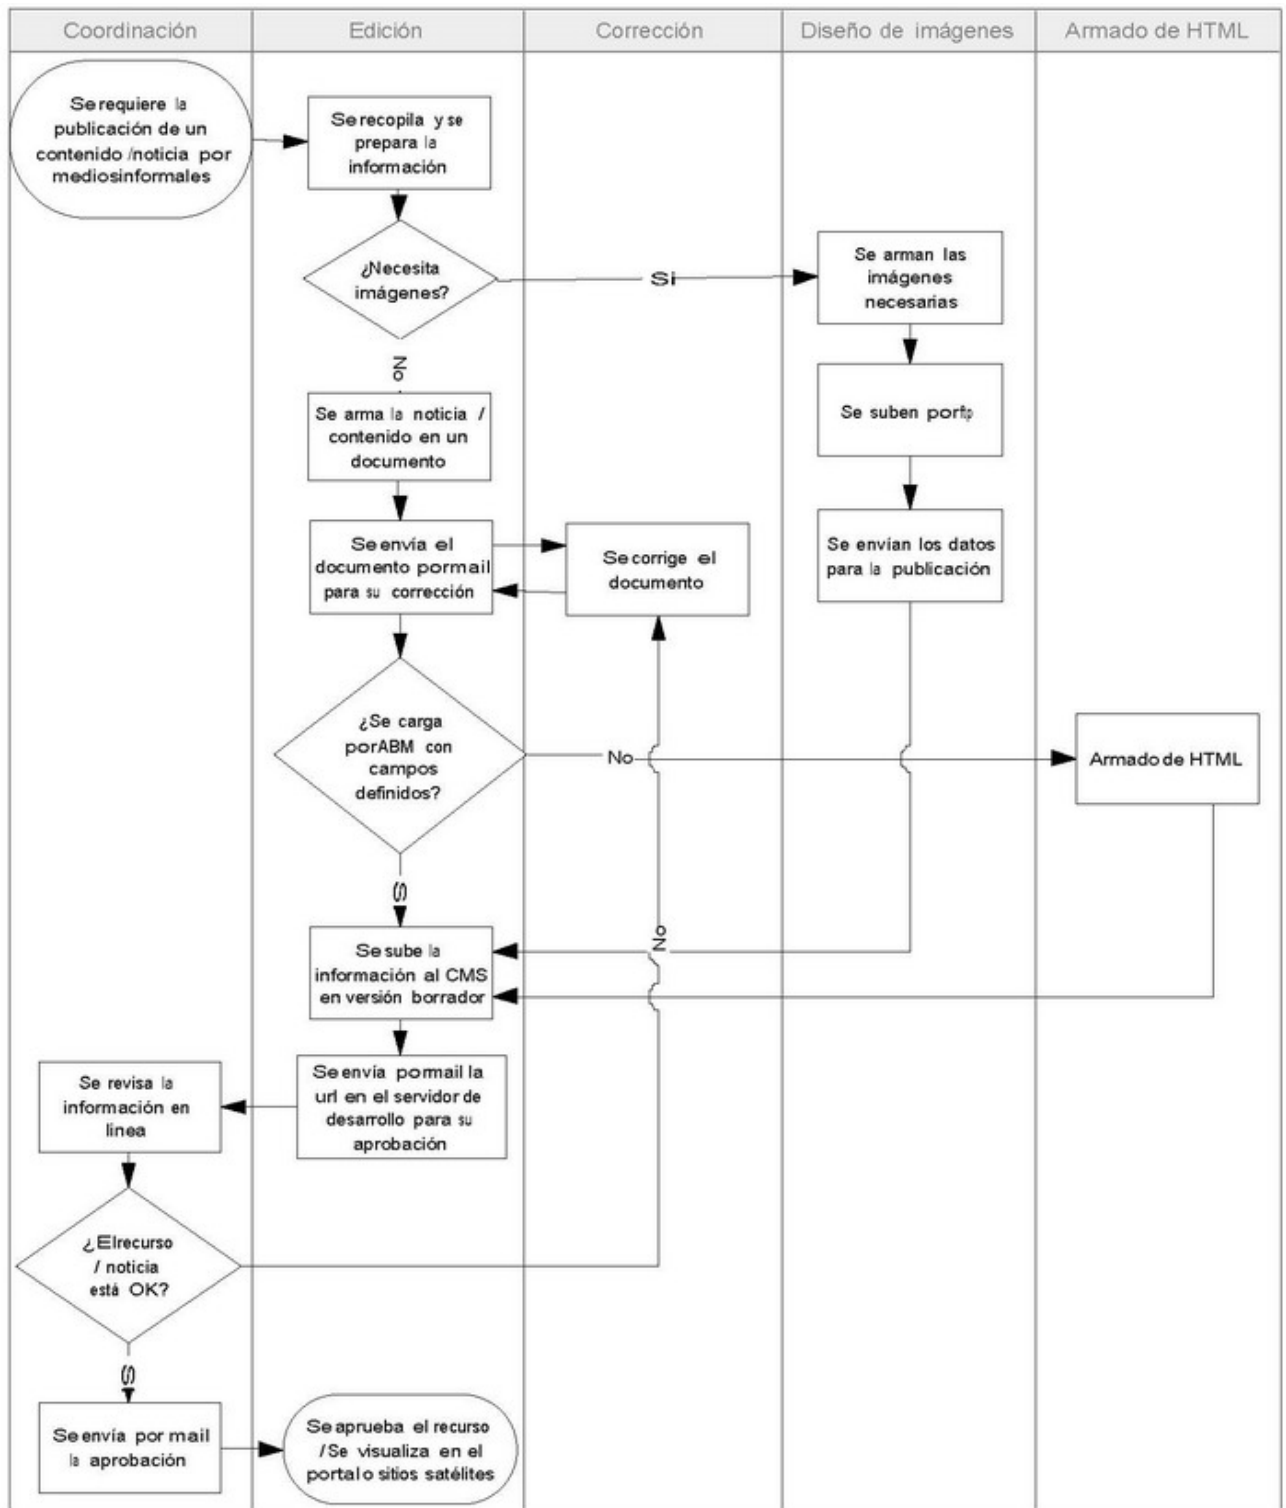 Coordinación
Edición
Corrección
Diseño de imágenes
Armado de HTML
Se requiere la
publicación de un
contenido /noticia por
mediosinformales
Se recopila y se
prepara la
información
¿Necesita
imágenes?
Si
Se arman las
imágenes
necesarias
No
Se suben porftp
Se arma la noticia /
contenido en un
documento
Se envía el
documento pormail
para su corrección
Se corrige el
documento
Se envían los datos
para la publicación
¿Se carga
porABM con
campos
definidos?
No
Armado de HTML
Si
No
Se sube la
información al CMS
en versión borrador
Se envía pormail la
url en el servidor de
desarrollo para su
aprobación
Se revisa la
información en
linea
¿Elrecurso
/ noticia
está OK?
Si
Se envía por mail
la aprobación
Se aprueba el recurso
/Se visualiza en el
portalo sitios satélites